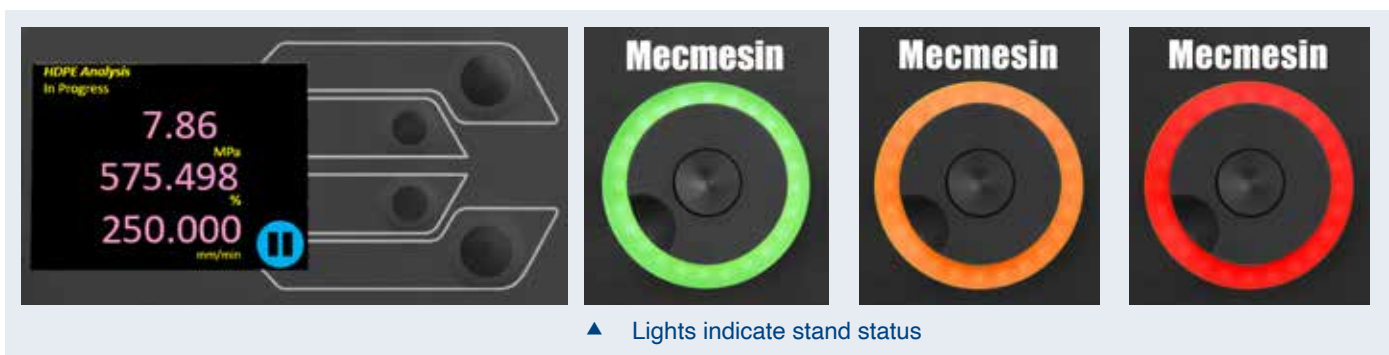 HDPE Analysis
In Progress
7.86
MPa
575.498
%
250.000
mm/min
Mecmesin
Mecmesin
Mecmesin
▲ Lights indicate stand status